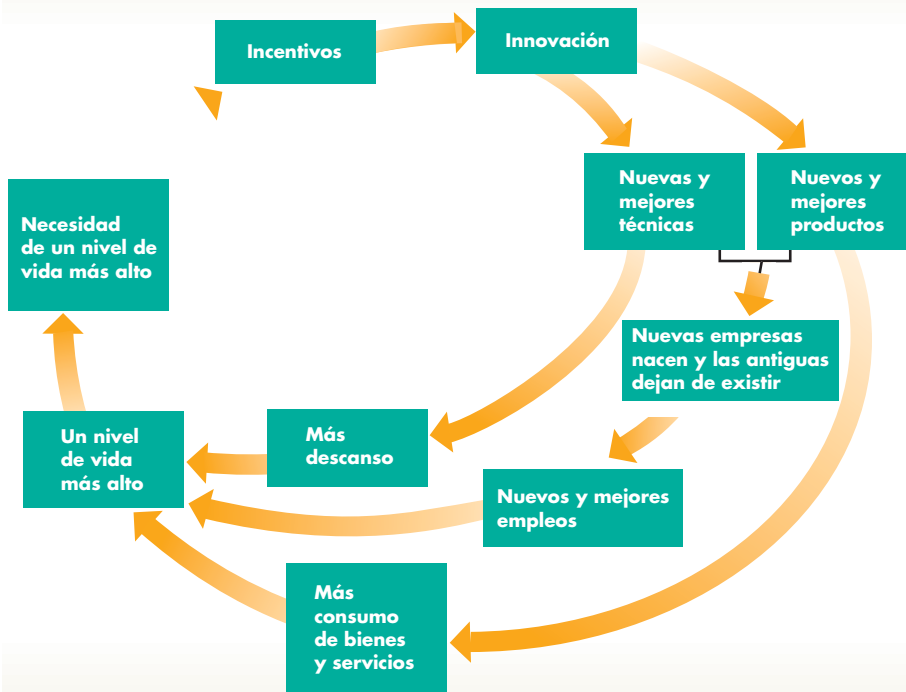 Incentivos
Innovación
Nuevas y
mejores
técnicas
Nuevos y
mejores
productos
Necesidad
de un nivel de
vida más alto
Nuevas empresas
nacen y las antiguas
dejan de existir
Un nivel
de vida
más alto
Más
descanso
Nuevos y mejores
empleos
Más
consumo
de bienes
y servicios